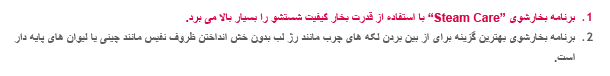 1. برنامه بخارشوی “Steam Care” با استفاده از قدرت بخار کیفیت شستشو را بسیار بالا می برد.
2. برنامه بخارشوی بهترین گزینه برای از بین بردن لکه های چرب مانند رژ لب بدون خش انداختن ظروف نفیس مانند چینی یا لیوان های پایه دار
است.